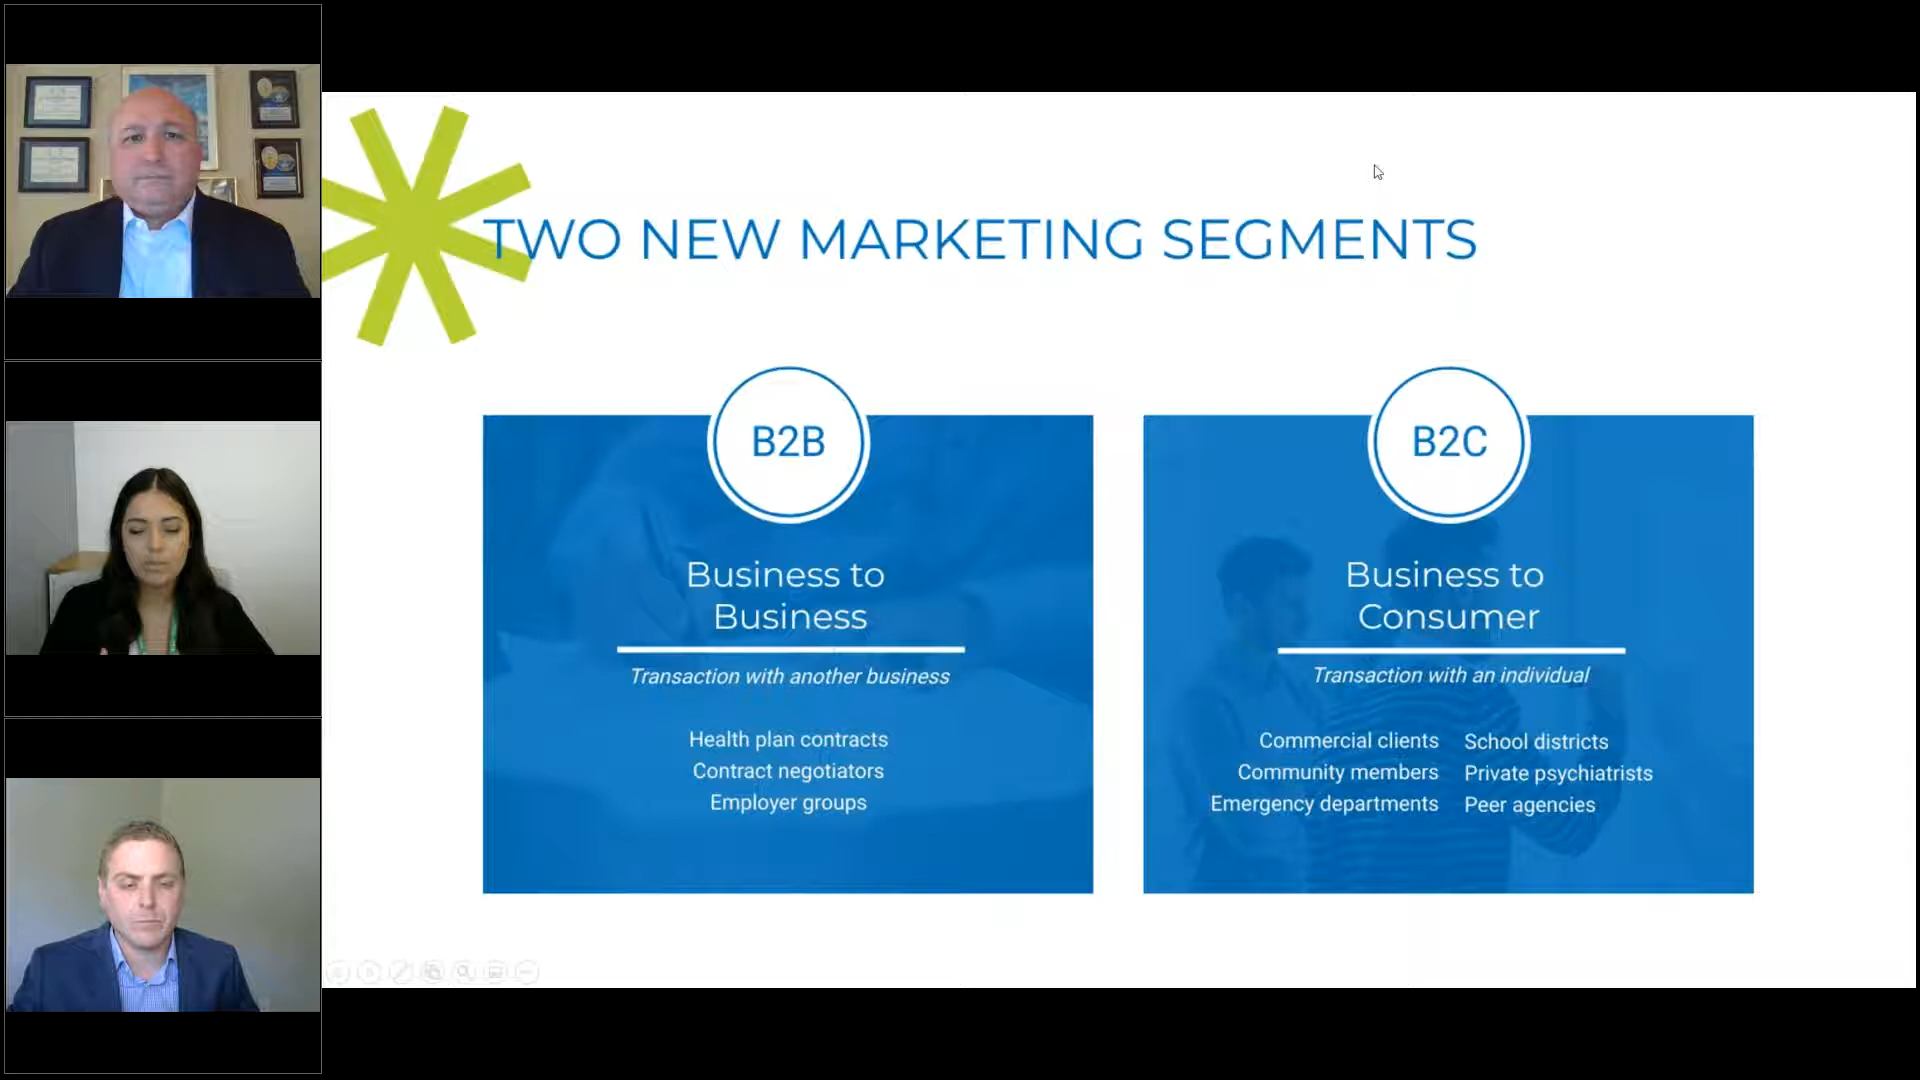 TWO NEW MARKETING SEGMENTS
B2B
Business to
Business
Transaction with another business
Health plan contracts
Contract negotiators
Employer groups
B2C
Business to
Consumer
Transaction with an individual
Commercial clients
Community members
Emergency departments
School districts
Private psychiatrists
Peer agencies